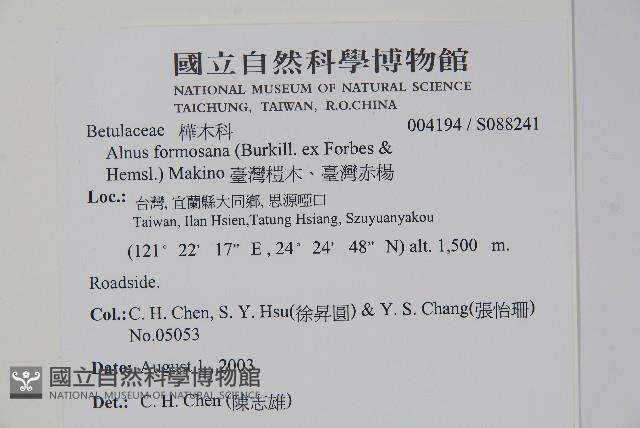 國立自然科學博物館
NATIONAL MUSEUM OF NATURAL SCIENCE
TAICHUNG, TAIWAN, R.O.CHINA
Betulaceae 樺木科 004194 / S088241
Alnus formosana (Burkill. ex Forbes &
Hemsl.) Makino 臺灣榿木、臺灣赤楊
Loc.: 台灣, 宜蘭縣大同鄉, 思源啞口
Taiwan, Ilan Hsien,Tatung Hsiang, Szuyuanyakou
(121° 22' 17" E , 24° 24' 48" N) alt. 1,500 m.
Roadside.
Col.: C. H. Chen, S. Y. Hsu(徐昇圓) & Y. S. Chang(張怡珊)
No.05053
Date: August 1, 2003
國立自然科學博物館
NATIONAL MUSEUM OF NATURAL SCIENCE
Det.: C. H. Chen (陳志雄)